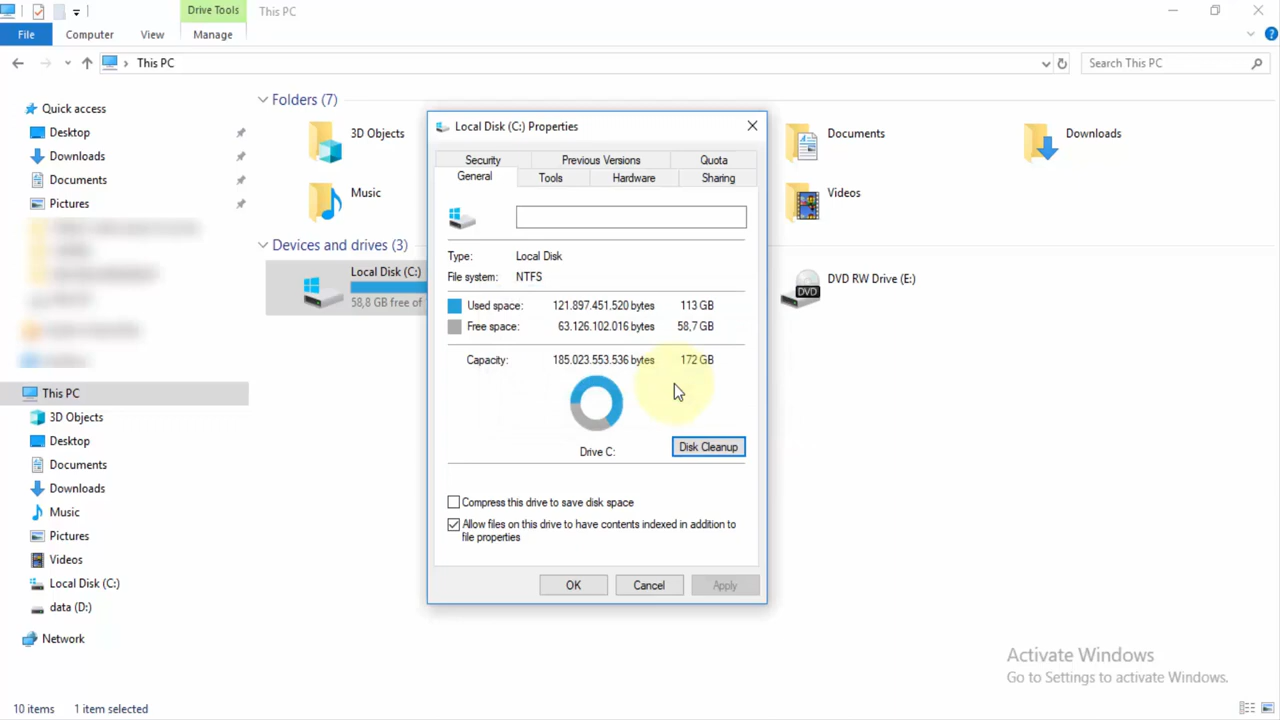 Drive Tools
This PC
File
Computer
View
Manage
This PC
Search This PC
Quick access
Desktop
Downloads
Documents
Pictures
This PC
3D Objects
Desktop
Documents
Downloads
Music
Pictures
Videos
Local Disk (C:)
data (D:)
Network
Folders (7)
3D Objects
Documents
Downloads
Music
Videos
Devices and drives (3)
Local Disk (C:)
58,8 GB free of
DVD RW Drive (E:)
DVD
Local Disk (C:) Properties
Security
Previous Versions
Quota
General
Tools
Hardware
Sharing
Type: Local Disk
File system: NTFS
Used space: 121.897.451.520 bytes 113 GB
Free space: 63.126.102.016 bytes 58,7 GB
Capacity: 185.023.553.536 bytes 172 GB
Drive C:
Disk Cleanup
Compress this drive to save disk space
Allow files on this drive to have contents indexed in addition to
file properties
OK
Cancel
Apply
Activate Windows
Go to Settings to activate Windows.
10 items
1 item selected